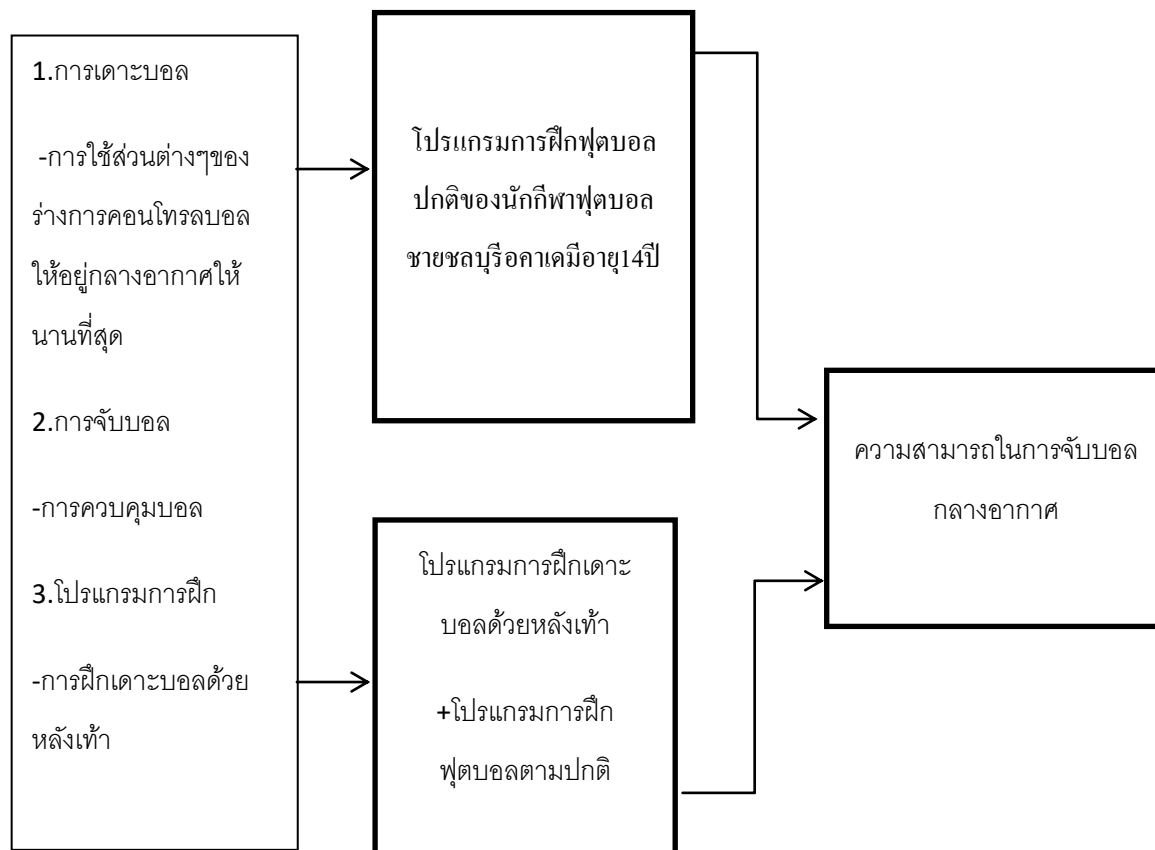 1.การเดาะบอล
-การใช้ส่วนต่างๆของ
ร่างการคอนโทรลบอล
ให้อยู่กลางอากาศให้
นานที่สุด
2.การจับบอล
-การควบคุมบอล
3.โปรแกรมการฝึก
-การฝึกเดาะบอลด้วย
หลังเท้า
โปรแกรมการฝึกฟุตบอล
ปกติของนักกีฬาฟุตบอล
ชายชลบุรีอคาเดมีอายุ14ปี
โปรแกรมการฝึกเดาะ
บอลด้วยหลังเท้า
+โปรแกรมการฝึก
ฟุตบอลตามปกติ
ความสามารถในการจับบอล
กลางอากาศ